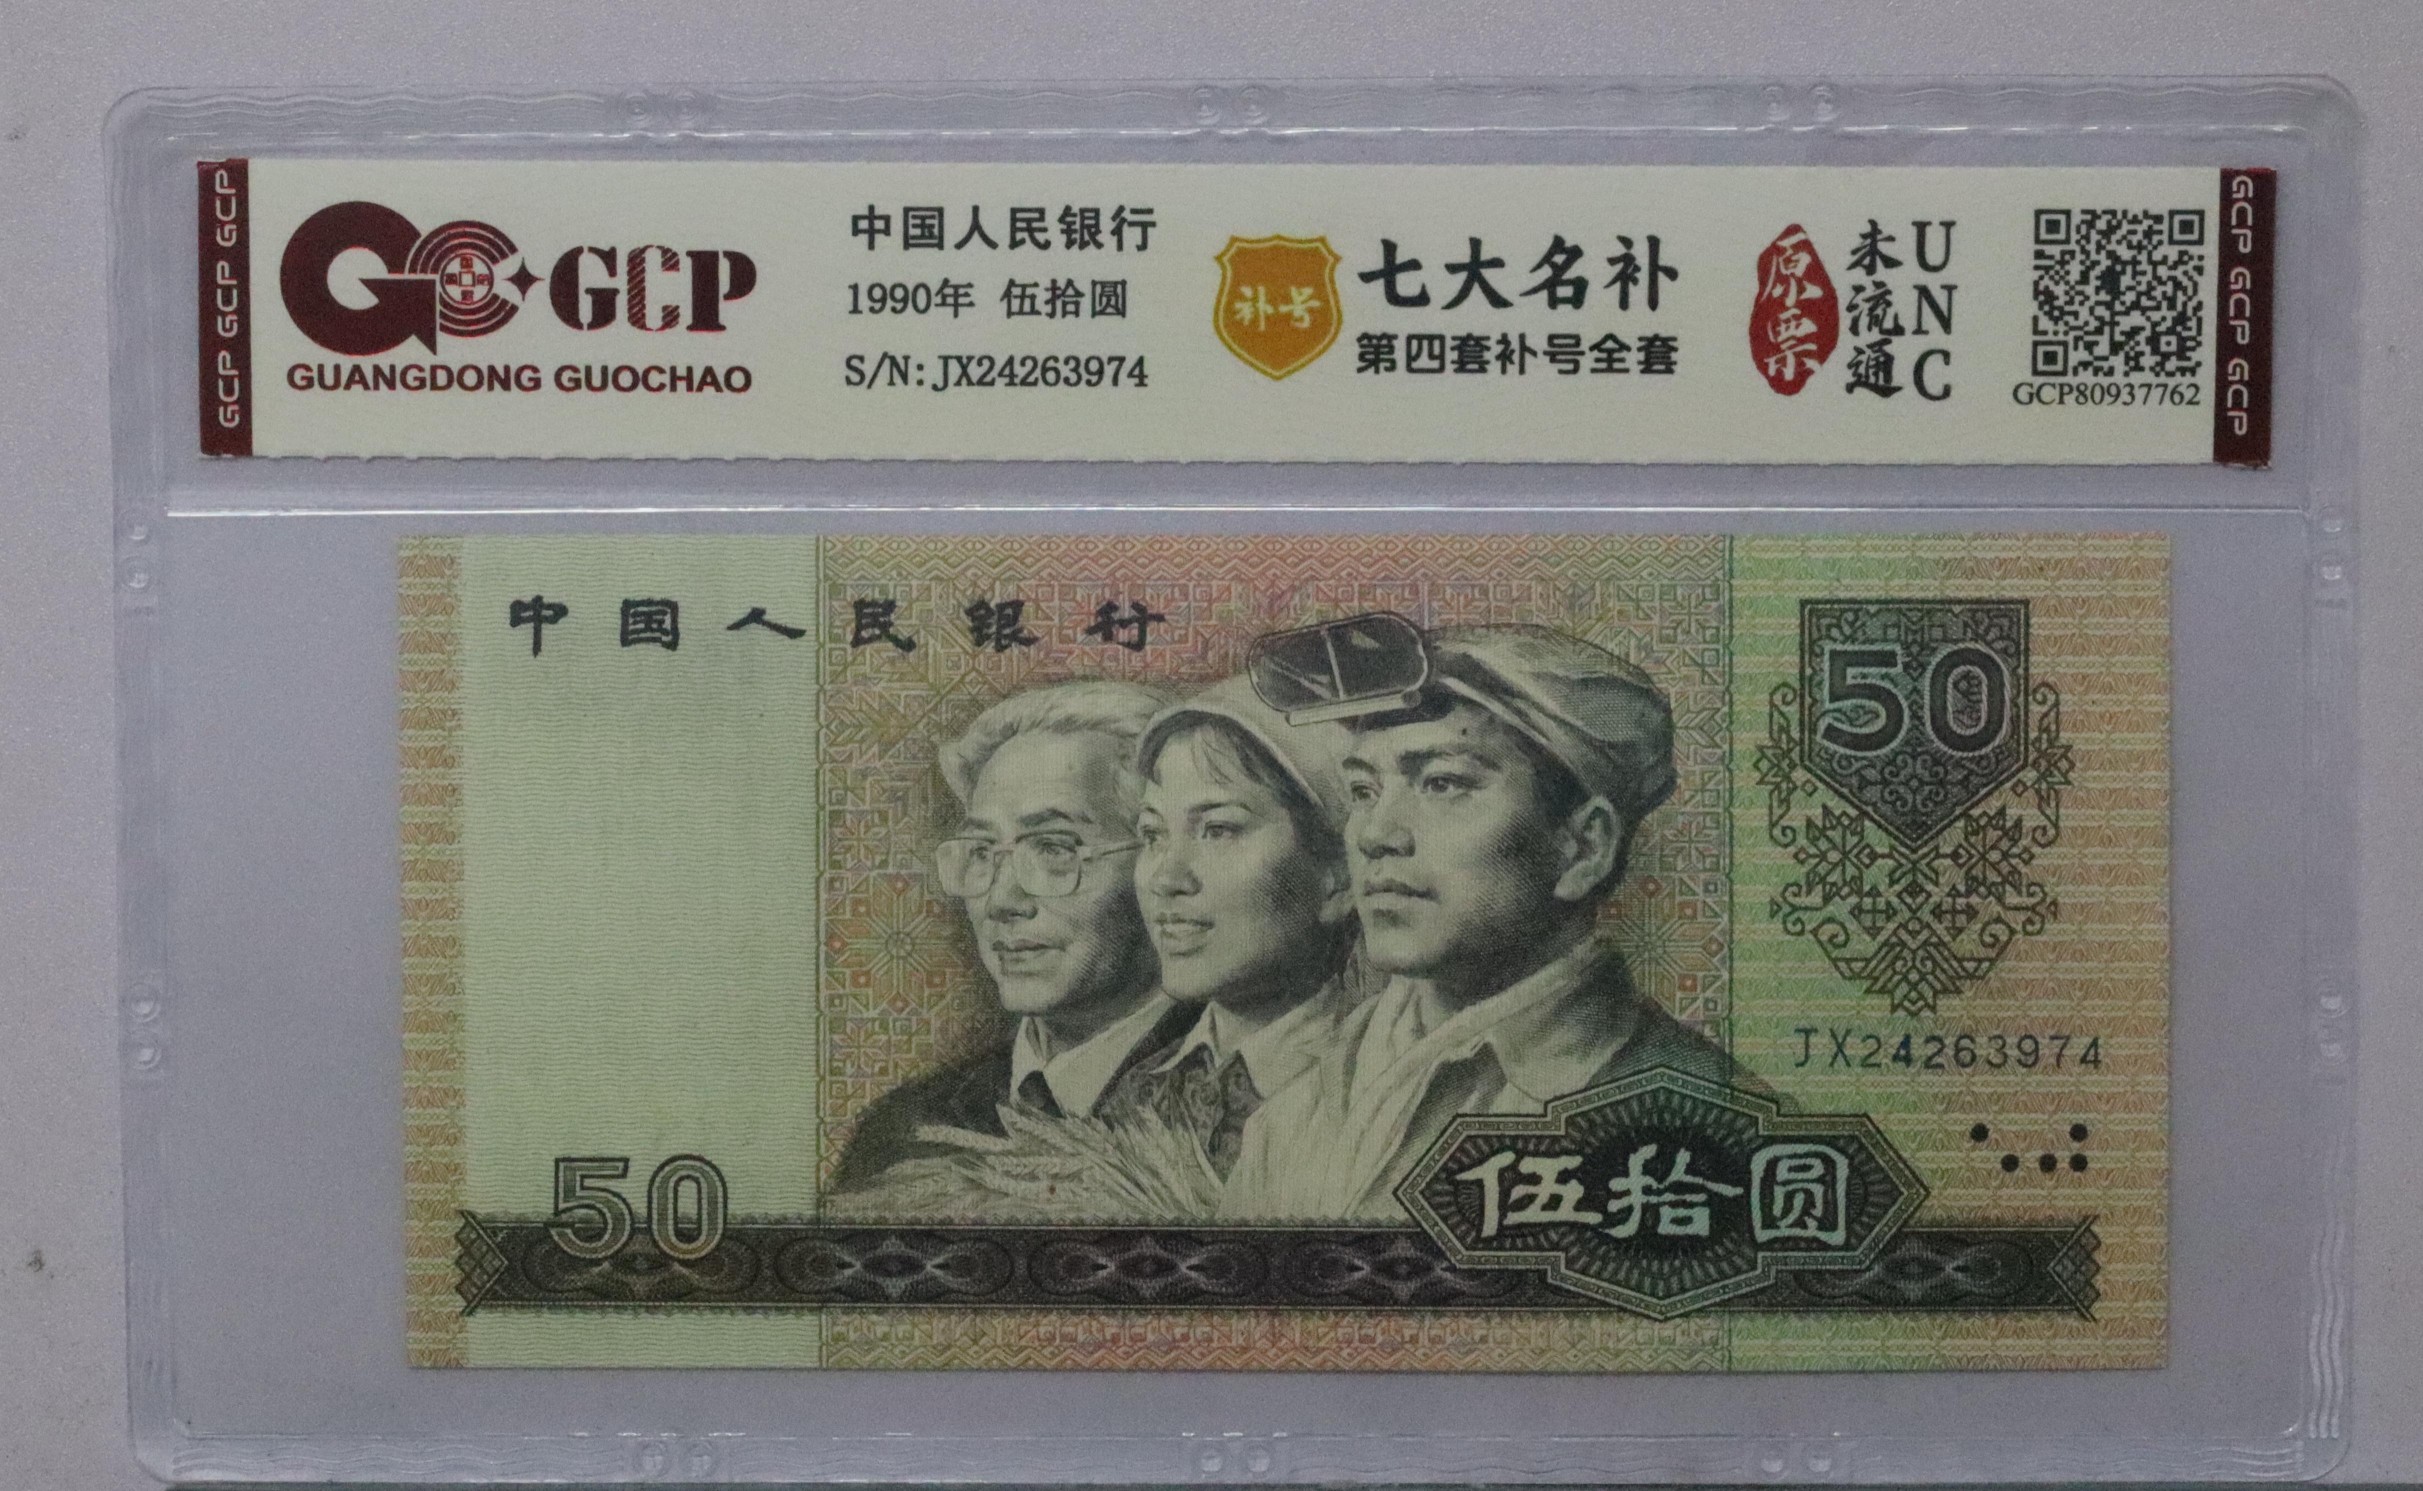 GCP GCP GCP
GCP
GUANGDONG GUOCHAO
中国人民银行
1990年 伍拾圆
S/N: JX24263974
补号
七大名补
第四套补号全套
原票
未流通
UNC
GCP80937762
GCP GCP GCP
中国人民银行
50
JX24263974
50
伍拾圆